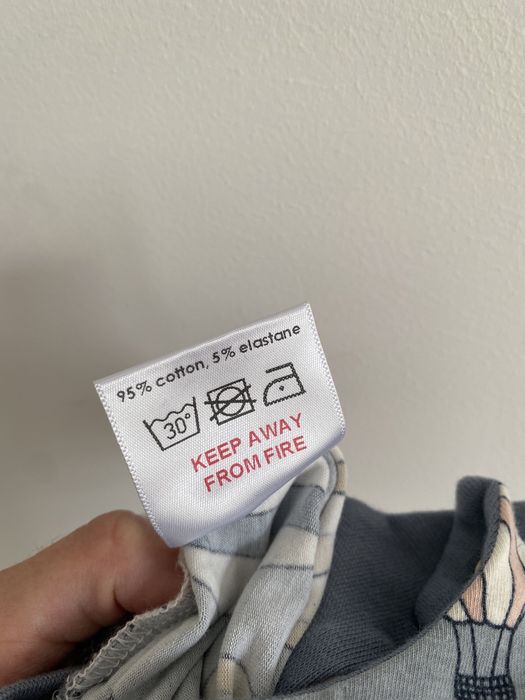 95% cotton, 5% elastane
30°
KEEP AWAY
FROM FIRE